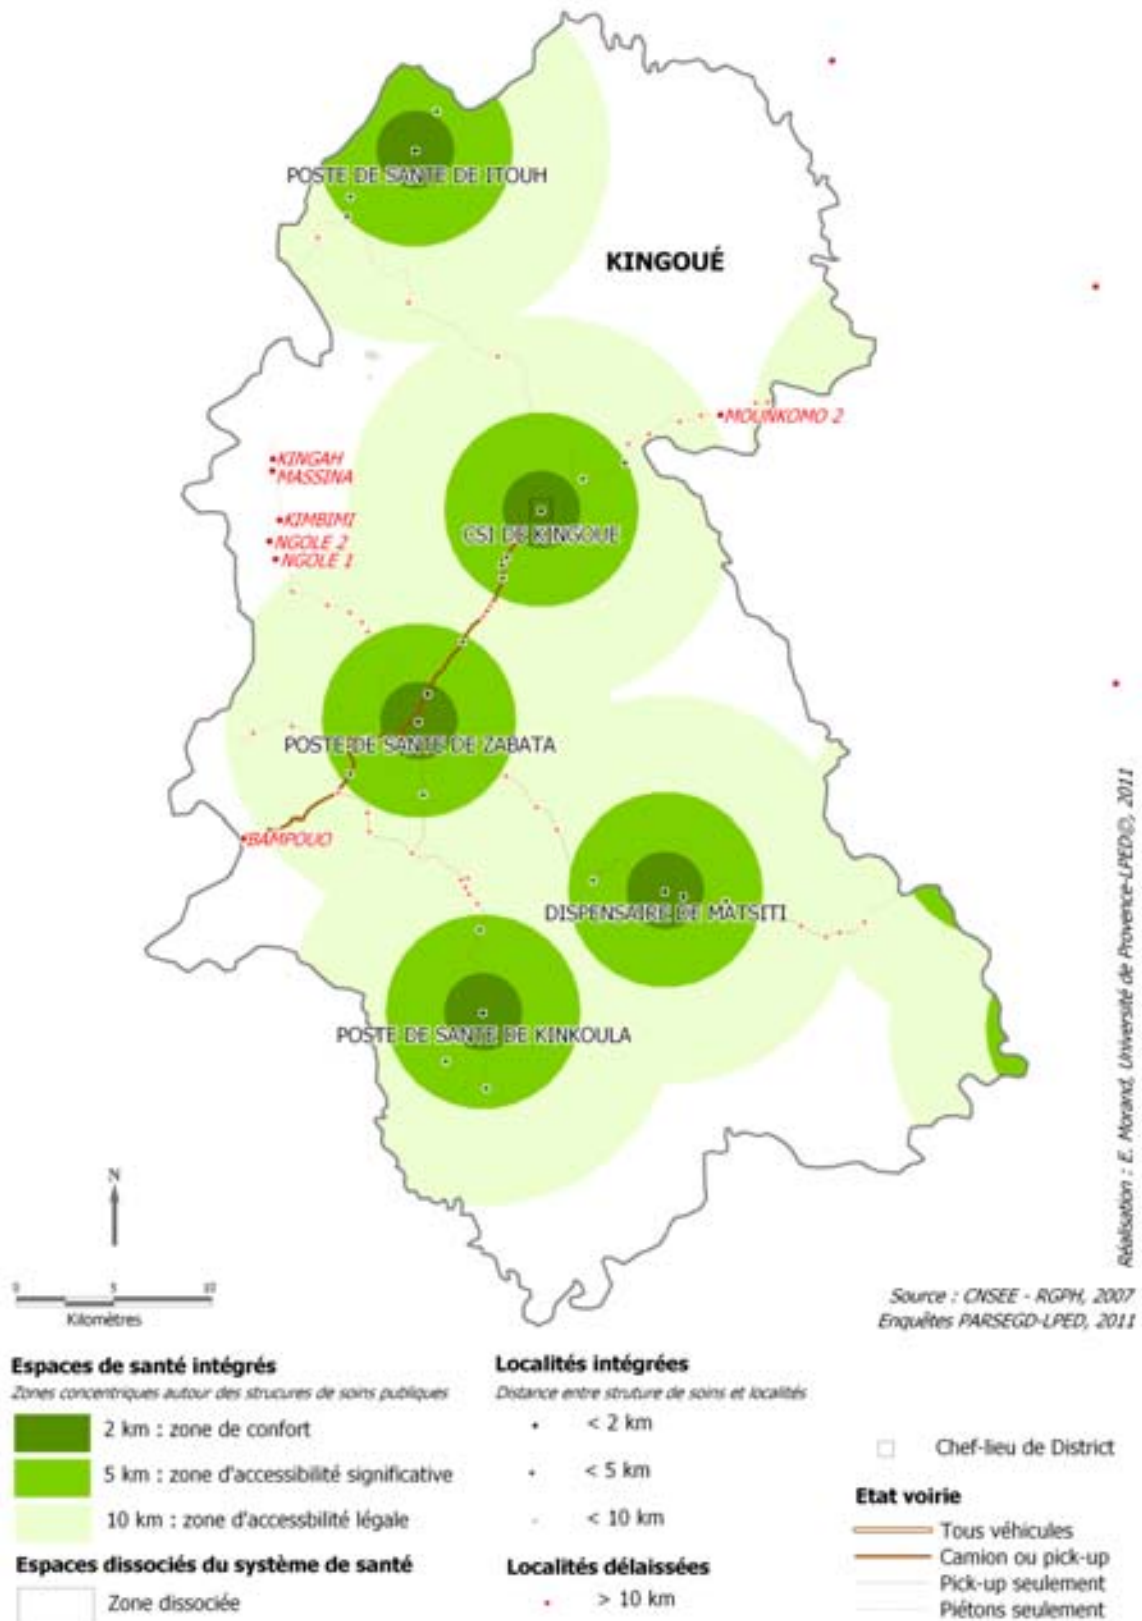 POSTE DE SANTE DE ITOUH
KINGOUÉ
MOUNKOMO 2
KINGAH
MASSINA
CSI DE KINGOUE
KIMBIMI
NGOLE 2
NGOLE 1
POSTE DE SANTE DE ZABATA
BAMPOUO
DISPENSAIRE DE MATSITI
POSTE DE SANTE DE KINKOULA
Réalisation : E. Morand, Université de Provence-LPED©, 2011
N
0 5 10
Kilomètres
Source : CNSEE - RGPH, 2007
Enquêtes PARSEGD-LPED, 2011
Espaces de santé intégrés
Zones concentriques autour des strucures de soins publiques
2 km : zone de confort
5 km : zone d'accessibilité significative
10 km : zone d'accessbilité légale
Espaces dissociés du système de santé
Zone dissociée
Localités intégrées
Distance entre struture de soins et localités
< 2 km
< 5 km
< 10 km
Localités délaissées
> 10 km
Chef-lieu de District
Etat voirie
Tous véhicules
Camion ou pick-up
Pick-up seulement
Piétons seulement